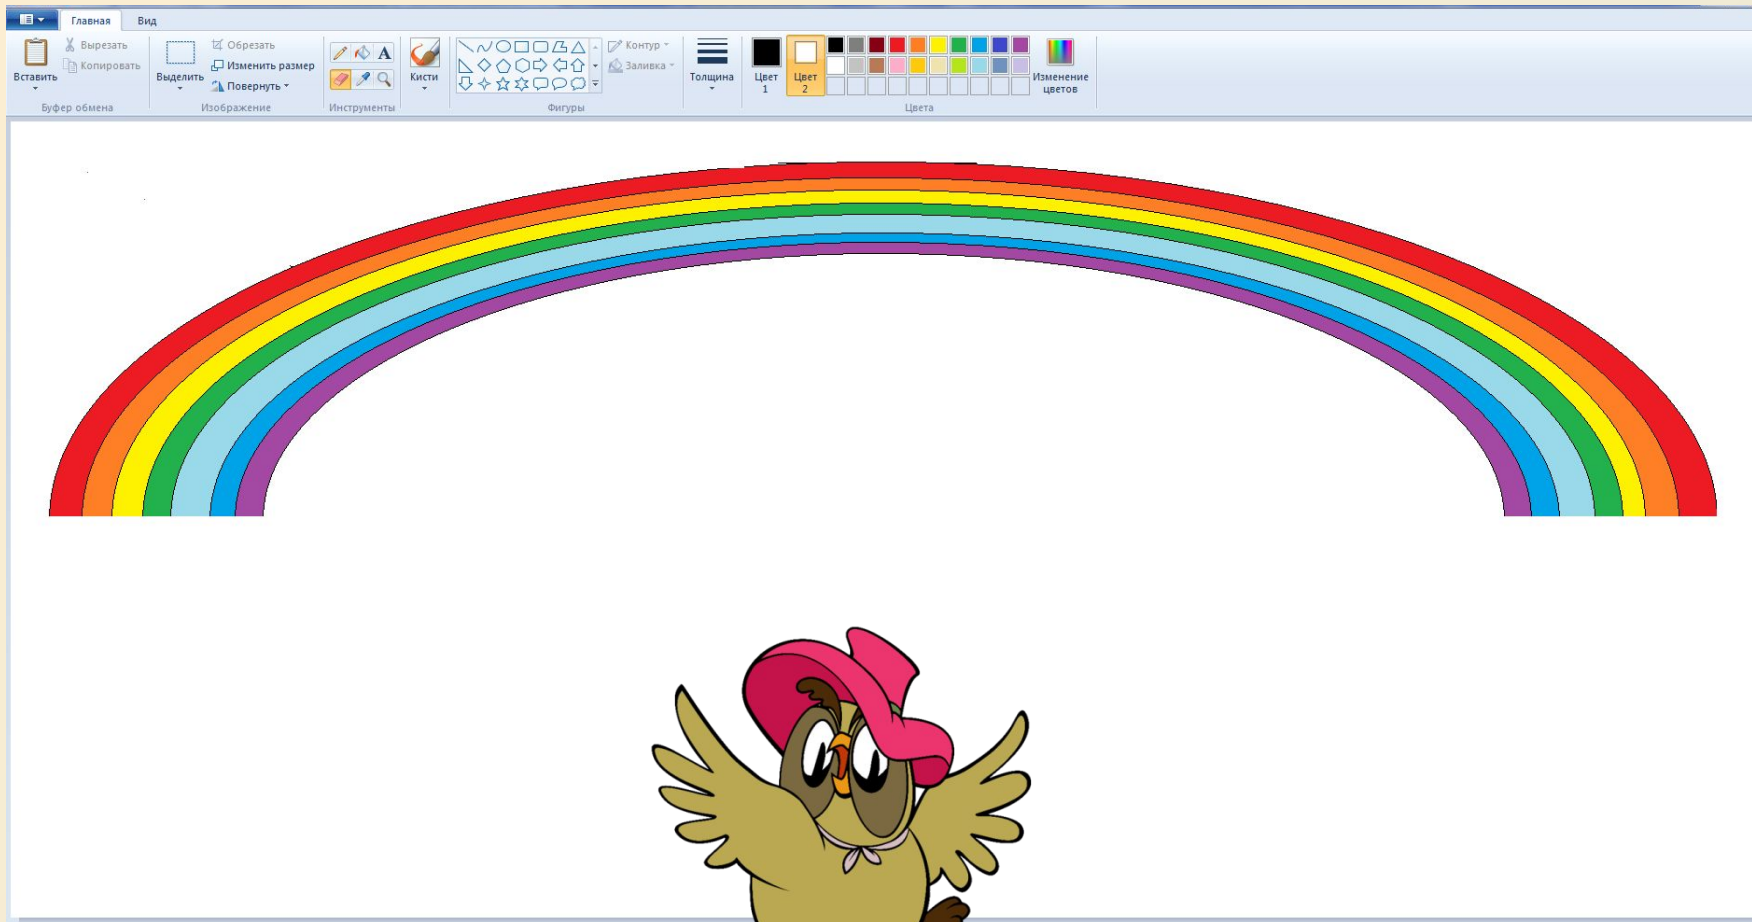 Главная Вид
Вставить
Вырезать
Копировать
Буфер обмена
Выделить
Обрезать
Изменить размер
Повернуть
Изображение
A
Инструменты
Кисти
Контур
Заливка
Фигуры
Толщина
Цвет
1
Цвет
2
Изменение
цветов
Цвета